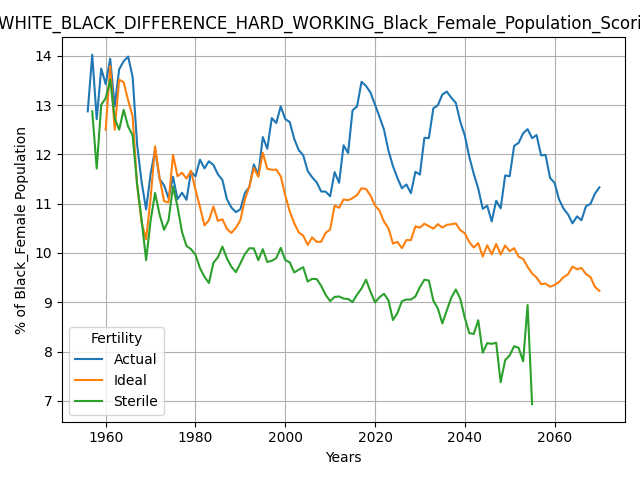 WHITE_BLACK_DIFFERENCE_HARD_WORKING_Black_Female_Population_Scori
14
13
12
11
10
9
8
7
% of Black_Female Population
Fertility
Actual
Ideal
Sterile
1960 1980 2000 2020 2040 2060
Years